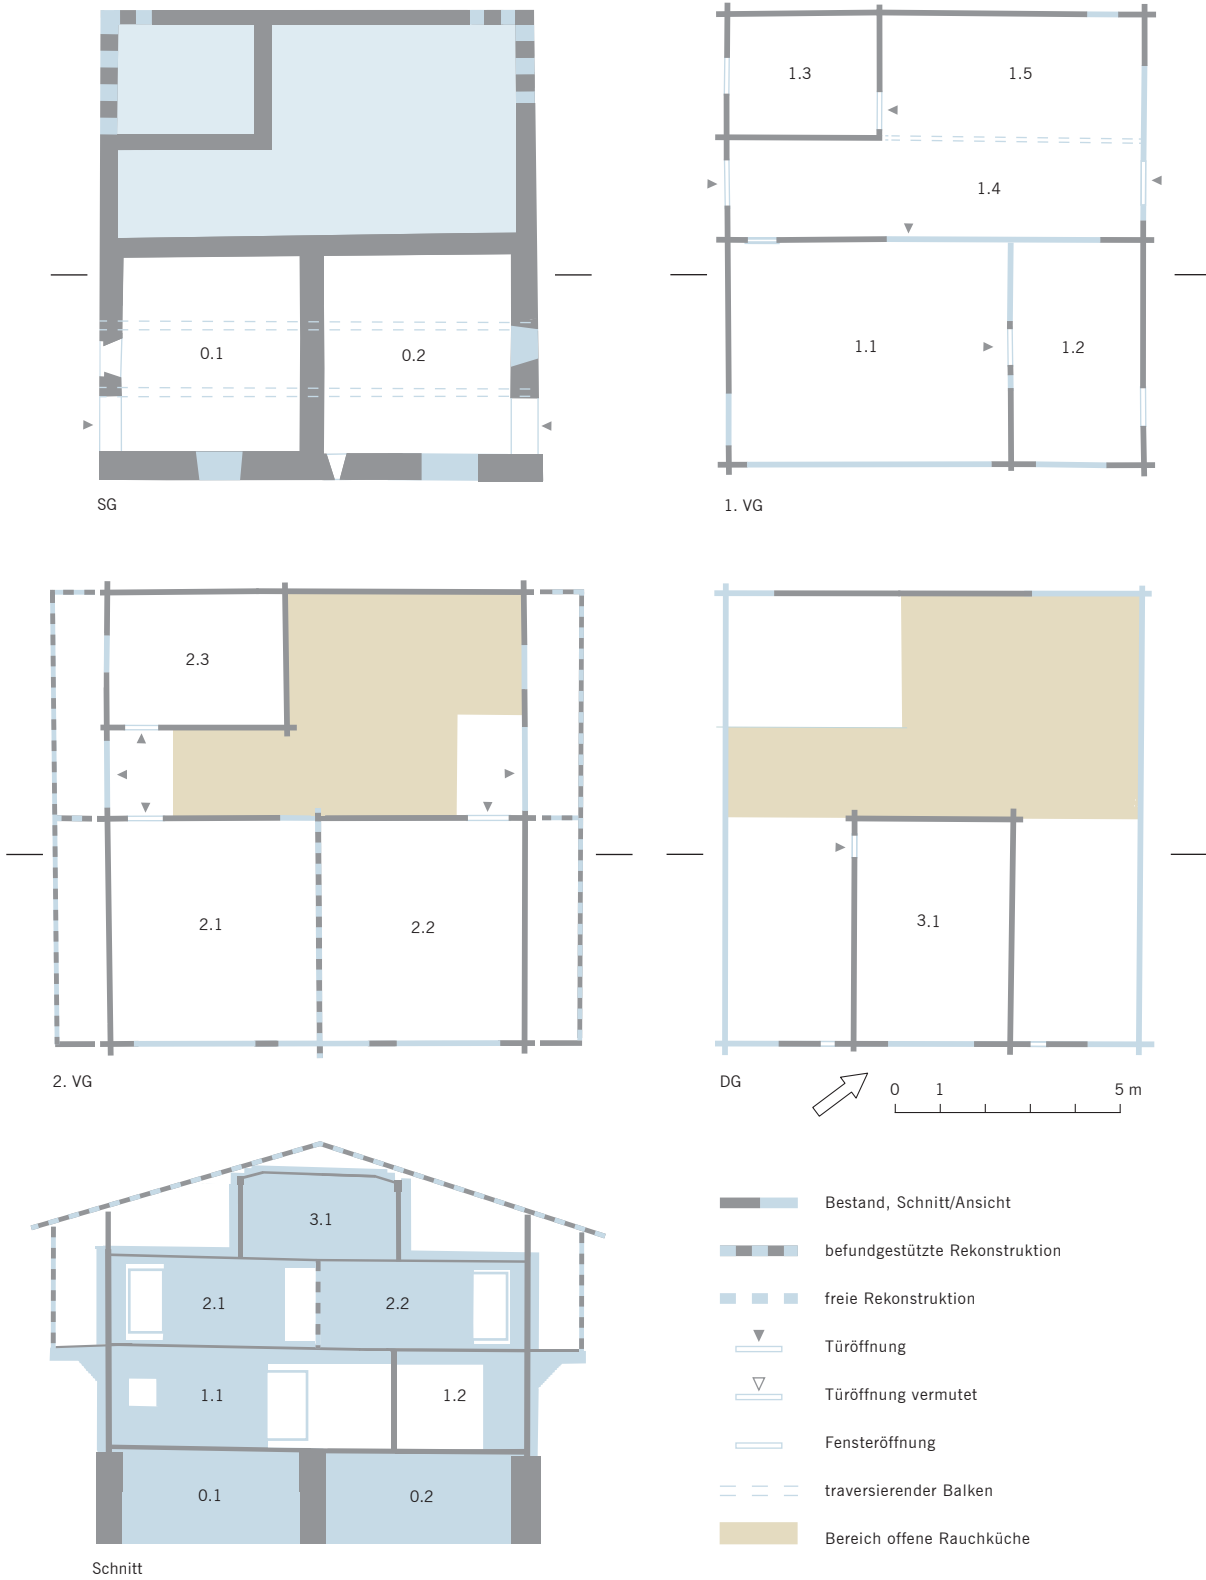 0.1
0.2
SG
1.3
1.5
1.4
1.1
1.2
1. VG
2.3
2.1
2.2
2. VG
3.1
DG
0 1 5 m
3.1
2.1
2.2
1.1
1.2
0.1
0.2
Schnitt
Bestand, Schnitt/Ansicht
befundgestützte Rekonstruktion
freie Rekonstruktion
Türöffnung
Türöffnung vermutet
Fensteröffnung
traversierender Balken
Bereich offene Rauchküche